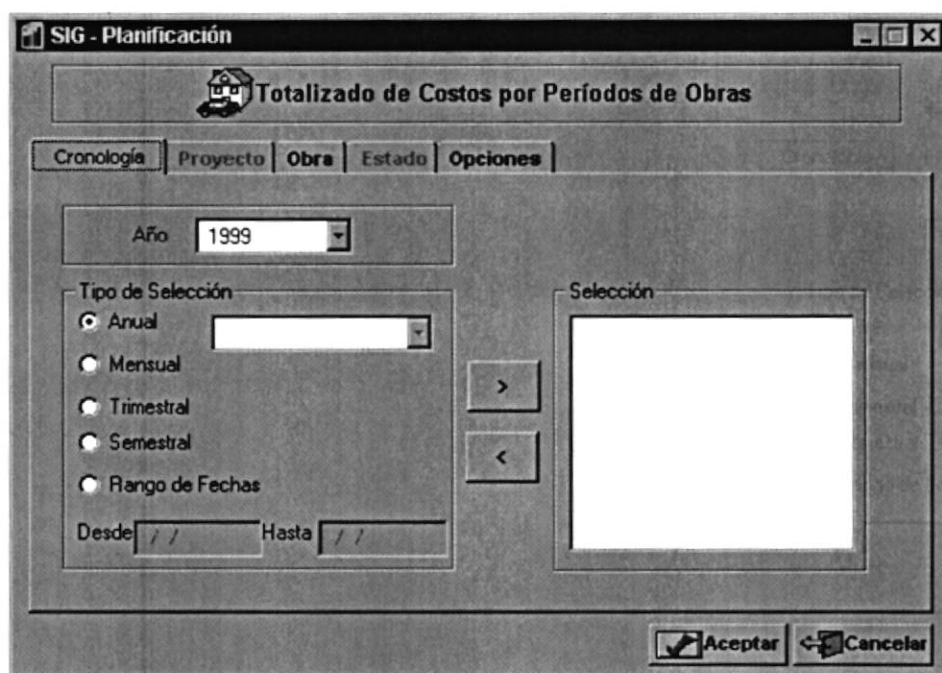 SIG - Planificación
Totalizado de Costos por Períodos de Obras
Cronología Proyecto Obra Estado Opciones
Año 1999
Tipo de Selección
Anual
Mensual
Trimestral
Semestral
Rango de Fechas
Desde / / Hasta / /
>
<
Selección
Aceptar Cancelar